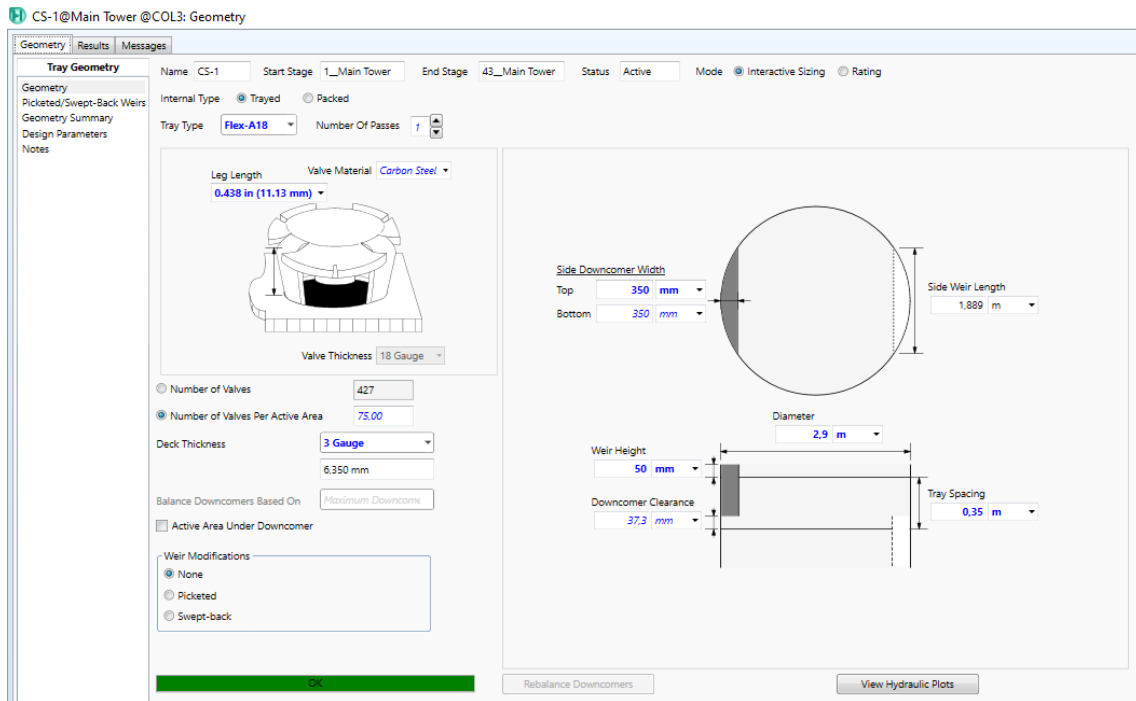 CS-1@Main Tower @COL3: Geometry
Geometry Results Messages
Tray Geometry
Geometry
Picketed/Swept-Back Weirs
Geometry Summary
Design Parameters
Notes
Name CS-1 Start Stage 1__Main Tower End Stage 43__Main Tower Status Active Mode Interactive Sizing Rating
Internal Type Trayed Packed
Tray Type Flex-A18 Number Of Passes 1
Leg Length Valve Material Carbon Steel
0.438 in (11.13 mm)
Valve Thickness 18 Gauge
Number of Valves 427
Number of Valves Per Active Area 75,00
Deck Thickness 3 Gauge
6,350 mm
Balance Downcomers Based On Maximum Downcome
Active Area Under Downcomer
Weir Modifications
None
Picketed
Swept-back
OK
Side Downcomer Width
Top 350 mm
Bottom 350 mm
Side Weir Length
1,889 m
Diameter
2,9 m
Weir Height
50 mm
Downcomer Clearance
37,3 mm
Tray Spacing
0,35 m
Rebalance Downcomers View Hydraulic Plots